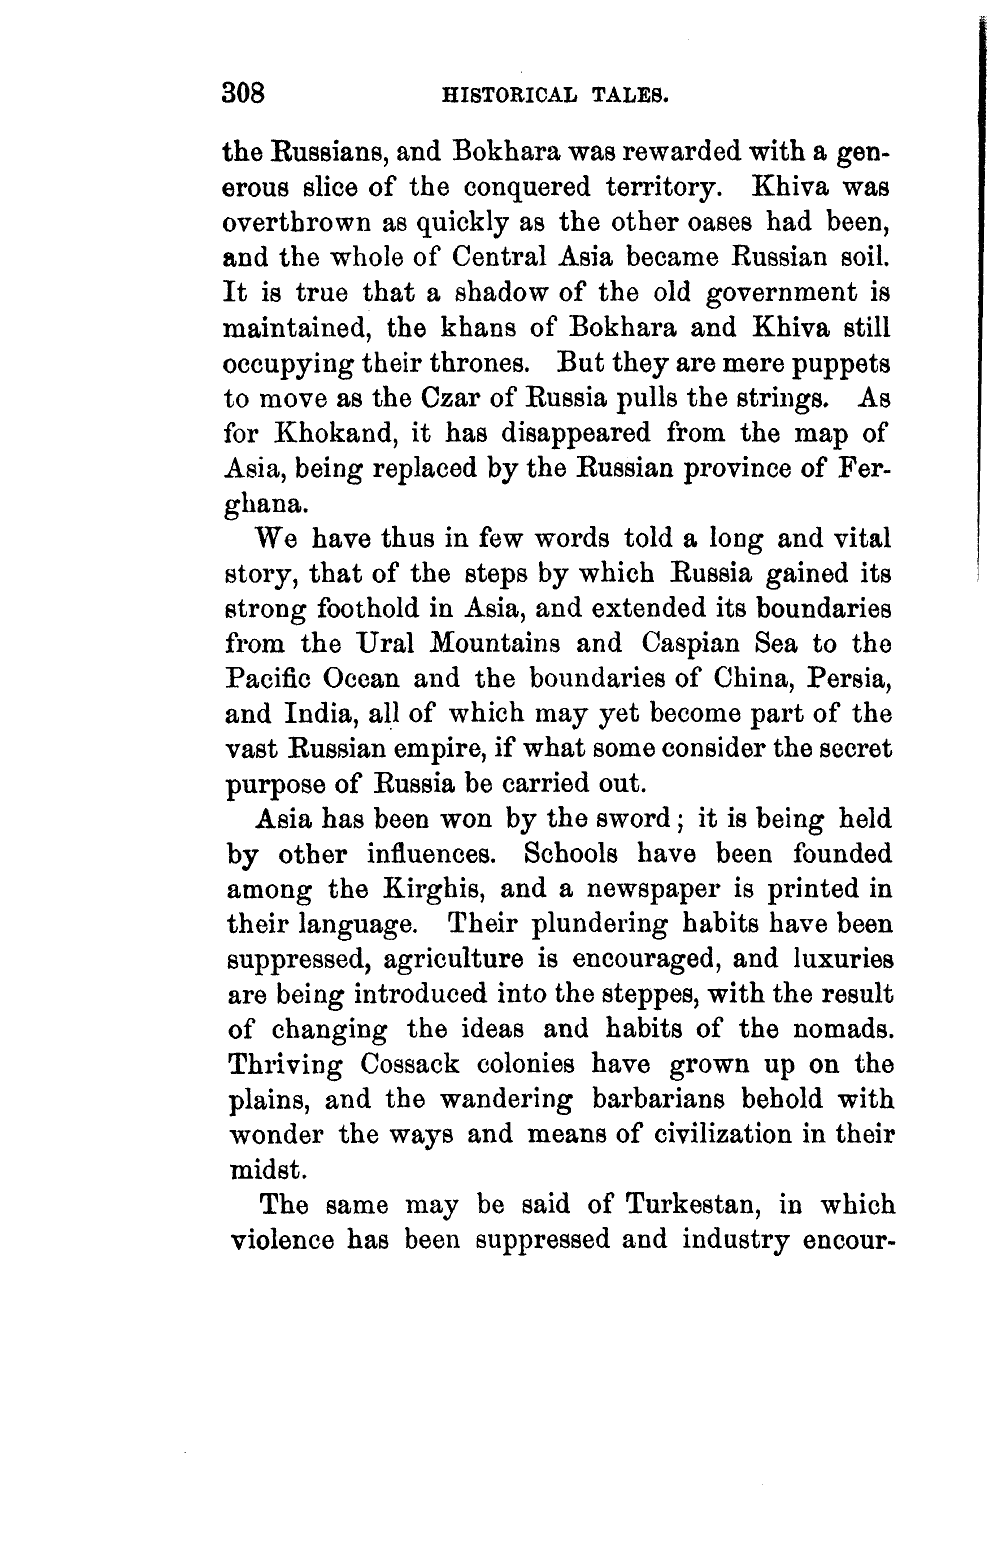 308 HISTORICAL TALES.
the Russians, and Bokhara was rewarded with a gen-
erous slice of the conquered territory. Khiva was
overthrown as quickly as the other oases had been,
and the whole of Central Asia became Russian soil.
It is true that a shadow of the old government is
maintained, the khans of Bokhara and Khiva still
occupying their thrones. But they are mere puppets
to move as the Czar of Russia pulls the strings. As
for Khokand, it has disappeared from the map of
Asia, being replaced by the Russian province of Fer-
ghana.
We have thus in few words told a long and vital
story, that of the steps by which Russia gained its
strong foothold in Asia, and extended its boundaries
from the Ural Mountains and Caspian Sea to the
Pacific Ocean and the boundaries of China, Persia,
and India, all of which may yet become part of the
vast Russian empire, if what some consider the secret
purpose of Russia be carried out.
Asia has been won by the sword; it is being held
by other influences. Schools have been founded
among the Kirghis, and a newspaper is printed in
their language. Their plundering habits have been
suppressed, agriculture is encouraged, and luxuries
are being introduced into the steppes, with the result
of changing the ideas and habits of the nomads.
Thriving Cossack colonies have grown up on the
plains, and the wandering barbarians behold with
wonder the ways and means of civilization in their
midst.
The same may be said of Turkestan, in which
violence has been suppressed and industry encour-